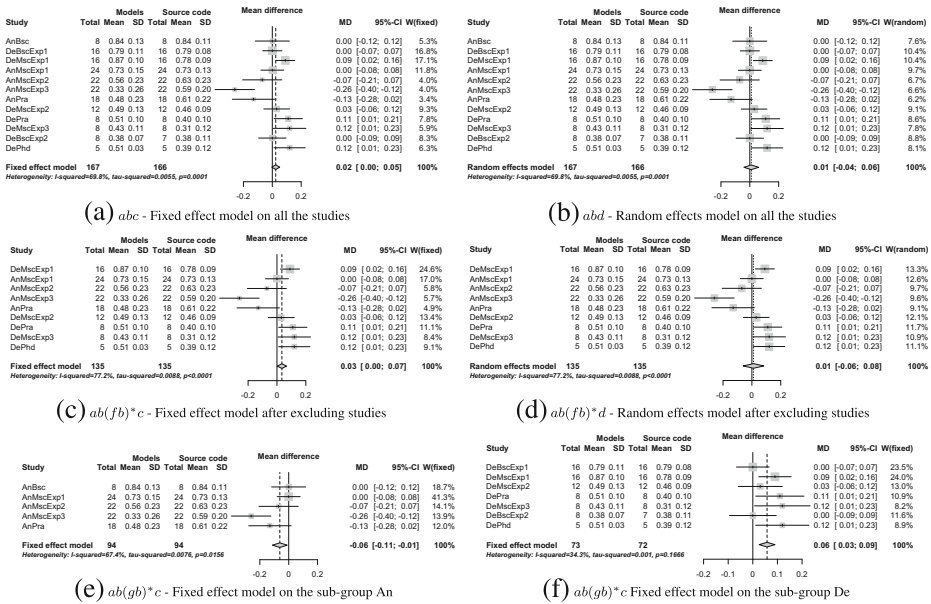 Mean difference
Models Source code
Study Total Mean SD Total Mean SD MD 95%-CI W(fixed)
AnBsc 8 0.84 0.13 8 0.84 0.11 0.00 [-0.12; 0.12] 5.3%
DeBscExp1 16 0.79 0.11 16 0.79 0.08 0.00 [-0.07; 0.07] 16.8%
DeMscExp1 16 0.87 0.10 16 0.78 0.09 0.09 [ 0.02; 0.16] 17.1%
AnMscExp1 24 0.73 0.15 24 0.73 0.13 0.00 [-0.08; 0.08] 11.8%
AnMscExp2 22 0.56 0.23 22 0.63 0.23 -0.07 [-0.21; 0.07] 4.0%
AnMscExp3 22 0.33 0.26 22 0.59 0.20 -0.26 [-0.40; -0.12] 4.0%
AnPra 18 0.48 0.23 18 0.61 0.22 -0.13 [-0.28; 0.02] 3.4%
DeMscExp2 12 0.49 0.13 12 0.46 0.09 0.03 [-0.06; 0.12] 9.3%
DePra 8 0.51 0.10 8 0.40 0.10 0.11 [ 0.01; 0.21] 7.8%
DeMscExp3 8 0.43 0.11 8 0.31 0.12 0.12 [ 0.01; 0.23] 5.9%
DeBscExp2 8 0.38 0.07 7 0.38 0.11 0.00 [-0.09; 0.09] 8.3%
DePhd 5 0.51 0.03 5 0.39 0.12 0.12 [ 0.01; 0.23] 6.3%
Fixed effect model 167 166 0.02 [ 0.00; 0.05] 100%
Heterogeneity: I-squared=69.8%, tau-squared=0.0055, p=0.0001
-0.2 0 0.2
(a) abc - Fixed effect model on all the studies
Mean difference
Models Source code
Study Total Mean SD Total Mean SD MD 95%-CI W(random)
AnBsc 8 0.84 0.13 8 0.84 0.11 0.00 [-0.12; 0.12] 7.6%
DeBscExp1 16 0.79 0.11 16 0.79 0.08 0.00 [-0.07; 0.07] 10.4%
DeMscExp1 16 0.87 0.10 16 0.78 0.09 0.09 [ 0.02; 0.16] 10.4%
AnMscExp1 24 0.73 0.15 24 0.73 0.13 0.00 [-0.08; 0.08] 9.7%
AnMscExp2 22 0.56 0.23 22 0.63 0.23 -0.07 [-0.21; 0.07] 6.7%
AnMscExp3 22 0.33 0.26 22 0.59 0.20 -0.26 [-0.40; -0.12] 6.6%
AnPra 18 0.48 0.23 18 0.61 0.22 -0.13 [-0.28; 0.02] 6.2%
DeMscExp2 12 0.49 0.13 12 0.46 0.09 0.03 [-0.06; 0.12] 9.1%
DePra 8 0.51 0.10 8 0.40 0.10 0.11 [ 0.01; 0.21] 8.6%
DeMscExp3 8 0.43 0.11 8 0.31 0.12 0.12 [ 0.01; 0.23] 7.8%
DeBscExp2 8 0.38 0.07 7 0.38 0.11 0.00 [-0.09; 0.09] 8.7%
DePhd 5 0.51 0.03 5 0.39 0.12 0.12 [ 0.01; 0.23] 8.1%
Random effects model 167 166 0.01 [-0.04; 0.06] 100%
Heterogeneity: I-squared=69.8%, tau-squared=0.0055, p=0.0001
-0.2 0 0.2
(b) abd - Random effects model on all the studies
Mean difference
Models Source code
Study Total Mean SD Total Mean SD MD 95%-CI W(fixed)
DeMscExp1 16 0.87 0.10 16 0.78 0.09 0.09 [ 0.02; 0.16] 24.6%
AnMscExp1 24 0.73 0.15 24 0.73 0.13 0.00 [-0.08; 0.08] 17.0%
AnMscExp2 22 0.56 0.23 22 0.63 0.23 -0.07 [-0.21; 0.07] 5.8%
AnMscExp3 22 0.33 0.26 22 0.59 0.20 -0.26 [-0.40; -0.12] 5.7%
AnPra 18 0.48 0.23 18 0.61 0.22 -0.13 [-0.28; 0.02] 4.9%
DeMscExp2 12 0.49 0.13 12 0.46 0.09 0.03 [-0.06; 0.12] 13.4%
DePra 8 0.51 0.10 8 0.40 0.10 0.11 [ 0.01; 0.21] 11.1%
DeMscExp3 8 0.43 0.11 8 0.31 0.12 0.12 [ 0.01; 0.23] 8.4%
DePhd 5 0.51 0.03 5 0.39 0.12 0.12 [ 0.01; 0.23] 9.1%
Fixed effect model 135 135 0.03 [ 0.00; 0.07] 100%
Heterogeneity: I-squared=77.2%, tau-squared=0.0088, p<0.0001
-0.2 0 0.2
(c) ab(fb)*c - Fixed effect model after excluding studies
Mean difference
Models Source code
Study Total Mean SD Total Mean SD MD 95%-CI W(random)
DeMscExp1 16 0.87 0.10 16 0.78 0.09 0.09 [ 0.02; 0.16] 13.3%
AnMscExp1 24 0.73 0.15 24 0.73 0.13 0.00 [-0.08; 0.08] 12.6%
AnMscExp2 22 0.56 0.23 22 0.63 0.23 -0.07 [-0.21; 0.07] 9.7%
AnMscExp3 22 0.33 0.26 22 0.59 0.20 -0.26 [-0.40; -0.12] 9.6%
AnPra 18 0.48 0.23 18 0.61 0.22 -0.13 [-0.28; 0.02] 9.1%
DeMscExp2 12 0.49 0.13 12 0.46 0.09 0.03 [-0.06; 0.12] 12.1%
DePra 8 0.51 0.10 8 0.40 0.10 0.11 [ 0.01; 0.21] 11.7%
DeMscExp3 8 0.43 0.11 8 0.31 0.12 0.12 [ 0.01; 0.23] 10.9%
DePhd 5 0.51 0.03 5 0.39 0.12 0.12 [ 0.01; 0.23] 11.1%
Random effects model 135 135 0.01 [-0.06; 0.08] 100%
Heterogeneity: I-squared=77.2%, tau-squared=0.0088, p<0.0001
-0.2 0 0.2
(d) ab(fb)*d - Random effects model after excluding studies
Mean difference
Models Source code
Study Total Mean SD Total Mean SD MD 95%-CI W(fixed)
AnBsc 8 0.84 0.13 8 0.84 0.11 0.00 [-0.12; 0.12] 18.7%
AnMscExp1 24 0.73 0.15 24 0.73 0.13 0.00 [-0.08; 0.08] 41.3%
AnMscExp2 22 0.56 0.23 22 0.63 0.23 -0.07 [-0.21; 0.07] 14.1%
AnMscExp3 22 0.33 0.26 22 0.59 0.20 -0.26 [-0.40; -0.12] 13.9%
AnPra 18 0.48 0.23 18 0.61 0.22 -0.13 [-0.28; 0.02] 12.0%
Fixed effect model 94 94 -0.06 [-0.11; -0.01] 100%
Heterogeneity: I-squared=67.4%, tau-squared=0.0076, p=0.0156
-0.2 0 0.2
(e) ab(gb)*c - Fixed effect model on the sub-group An
Mean difference
Models Source code
Study Total Mean SD Total Mean SD MD 95%-CI W(fixed)
DeBscExp1 16 0.79 0.11 16 0.79 0.08 0.00 [-0.07; 0.07] 23.5%
DeMscExp1 16 0.87 0.10 16 0.78 0.09 0.09 [ 0.02; 0.16] 24.0%
DeMscExp2 12 0.49 0.13 12 0.46 0.09 0.03 [-0.06; 0.12] 13.0%
DePra 8 0.51 0.10 8 0.40 0.10 0.11 [ 0.01; 0.21] 10.9%
DeMscExp3 8 0.43 0.11 8 0.31 0.12 0.12 [ 0.01; 0.23] 8.2%
DeBscExp2 8 0.38 0.07 7 0.38 0.11 0.00 [-0.09; 0.09] 11.6%
DePhd 5 0.51 0.03 5 0.39 0.12 0.12 [ 0.01; 0.23] 8.9%
Fixed effect model 73 72 0.06 [ 0.03; 0.09] 100%
Heterogeneity: I-squared=34.3%, tau-squared=0.001, p=0.1666
-0.2 -0.1 0 0.1 0.2
(f) ab(gb)*c Fixed effect model on the sub-group De